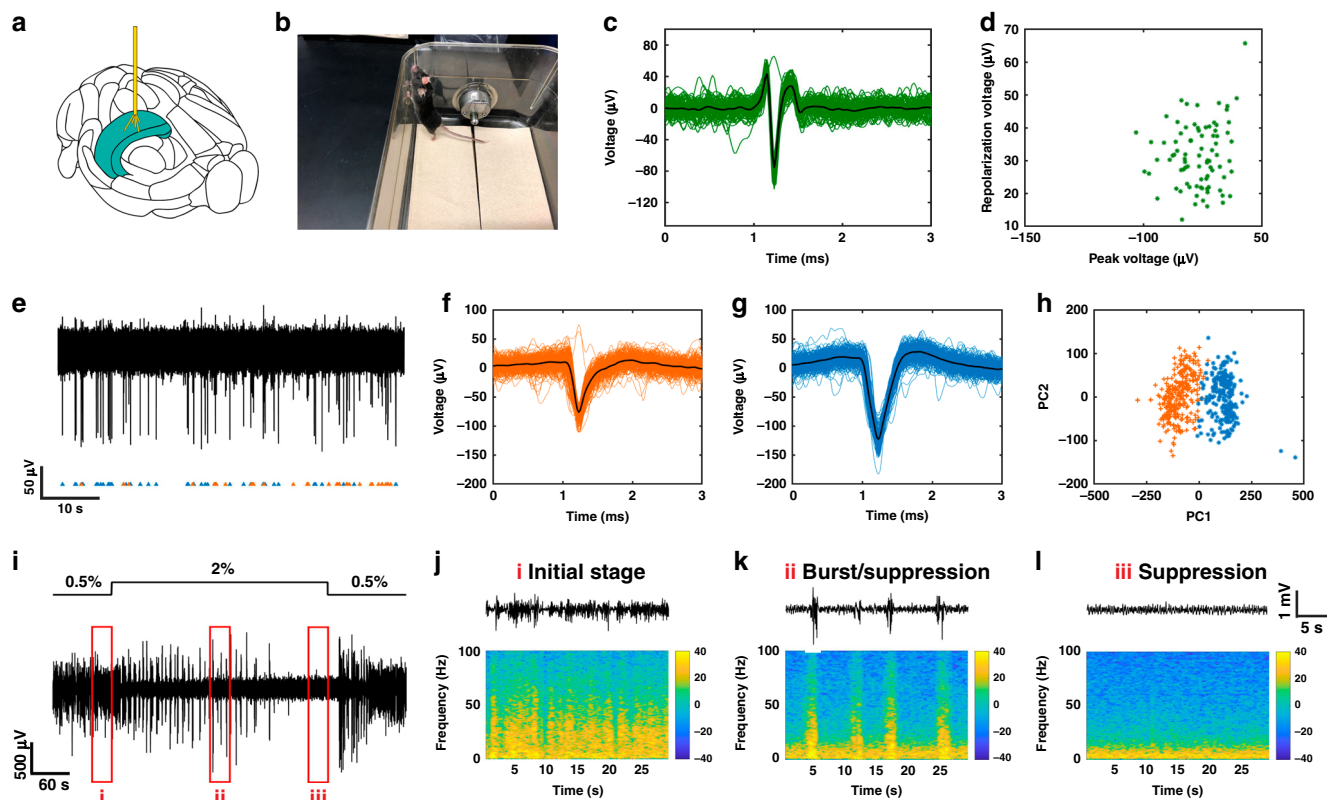 a
b
c
80
40
0
−40
−80
−120
Voltage (µV)
0
1
2
3
Time (ms)
d
70
60
50
40
30
20
10
Repolarization voltage (µV)
−150
−100
50
Peak voltage (µV)
e
50 µV
10 s
f
100
50
0
−50
−100
−150
−200
Voltage (µV)
0
1
2
3
Time (ms)
g
100
50
0
−50
−100
−150
−200
Voltage (µV)
0
1
2
3
Time (ms)
h
200
100
0
−100
−200
PC2
−500
−250
0
250
500
PC1
i
0.5%
2%
0.5%
500 µV
60 s
i
ii
iii
j
i Initial stage
100
50
0
Frequency (Hz)
5
10
15
20
25
Time (s)
40
20
0
−20
−40
k
ii Burst/suppression
100
50
0
Frequency (Hz)
5
10
15
20
25
Time (s)
40
20
0
−20
−40
l
iii Suppression
1 mV
5 s
100
50
0
Frequency (Hz)
5
10
15
20
25
Time (s)
40
20
0
−20
−40